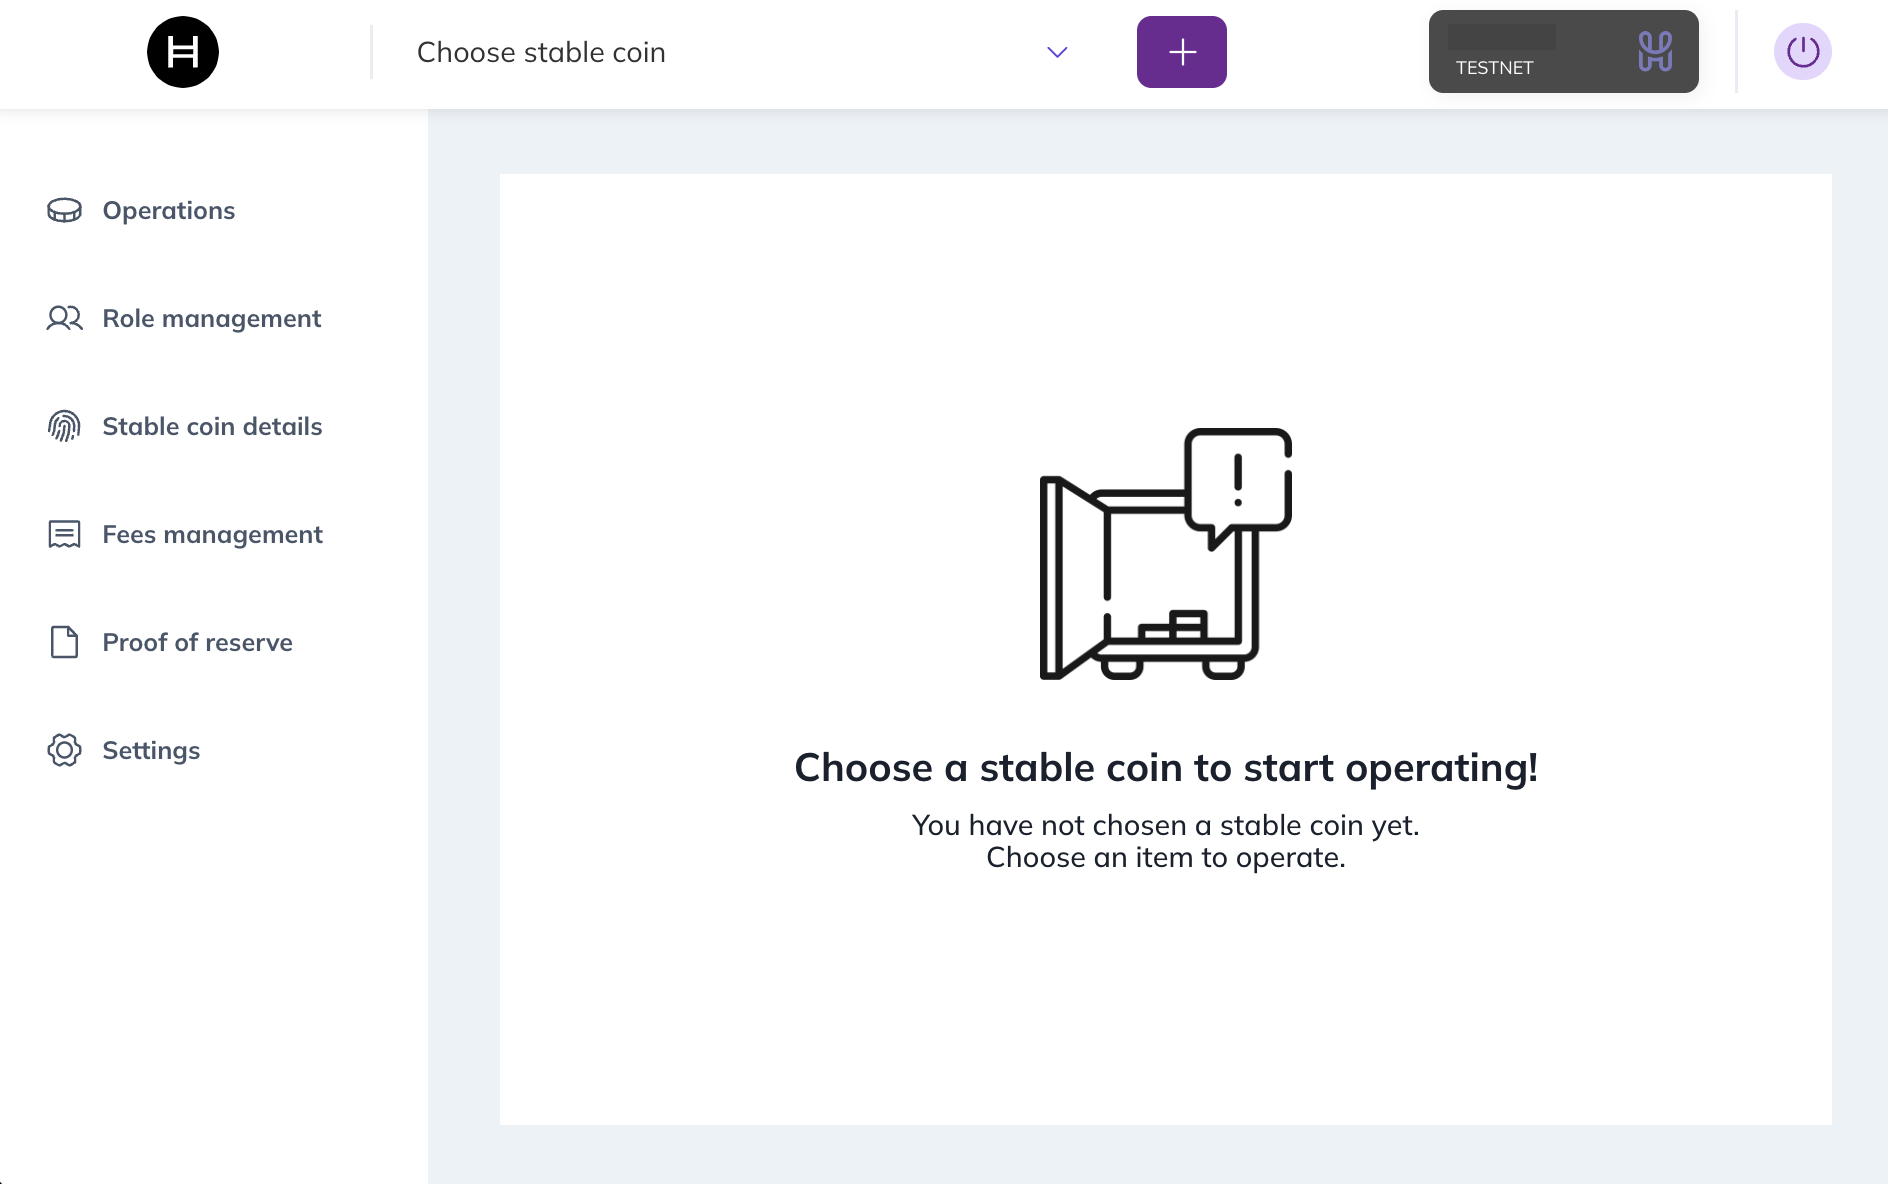 Choose stable coin
TESTNET
Operations
Role management
Stable coin details
Fees management
Proof of reserve
Settings
Choose a stable coin to start operating!
You have not chosen a stable coin yet.
Choose an item to operate.